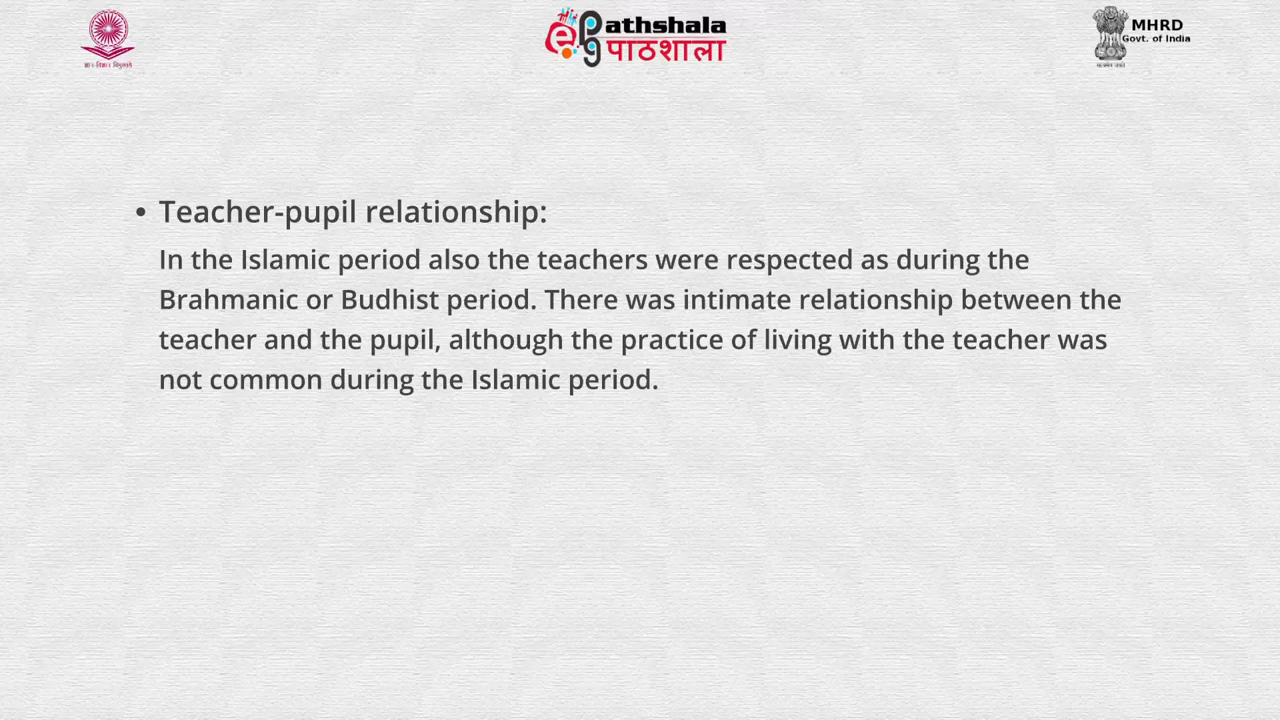 athshala
पाठशाला
MHRD
Govt. of India
• Teacher-pupil relationship:
In the Islamic period also the teachers were respected as during the
Brahmanic or Budhist period. There was intimate relationship between the
teacher and the pupil, although the practice of living with the teacher was
not common during the Islamic period.